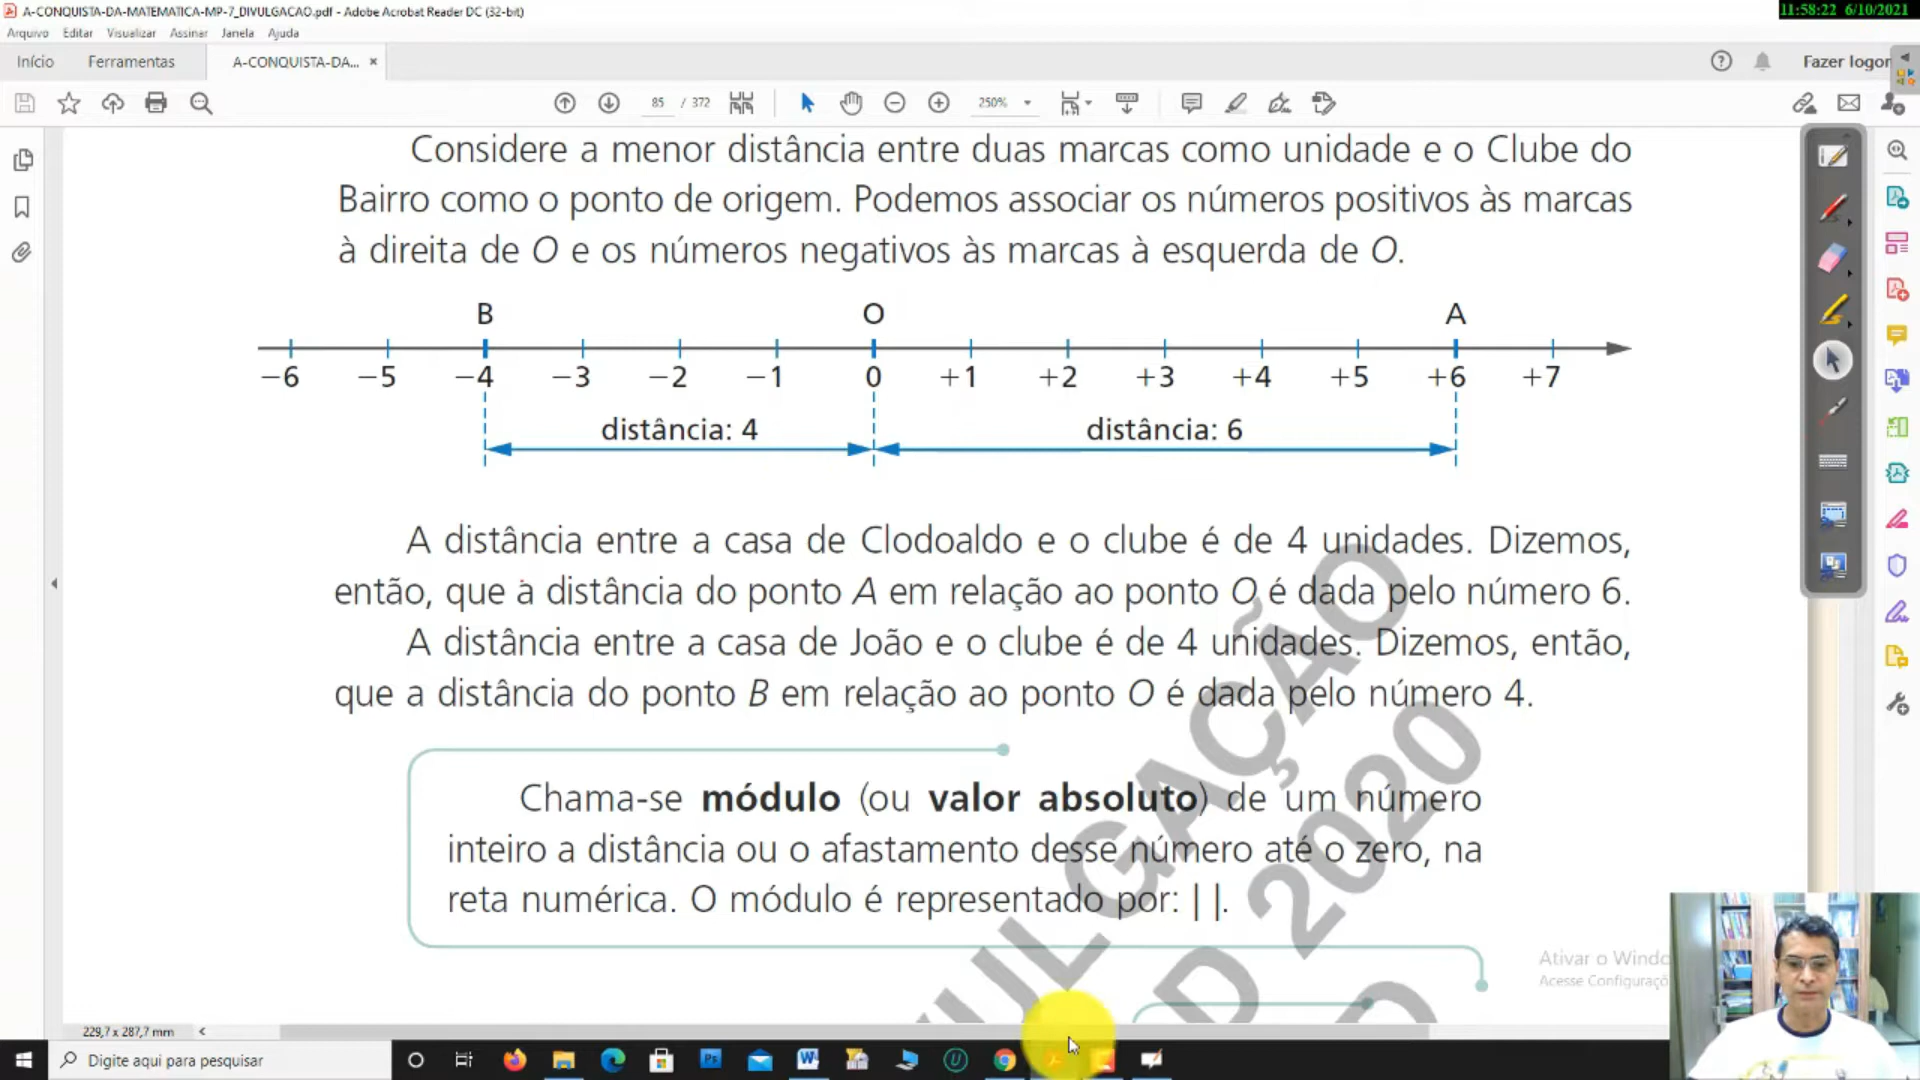 A-CONQUISTA-DA-MATEMATICA-MP-7_DIVULGACAO.pdf - Adobe Acrobat Reader DC (32-bit)
11:58:22 6/10/2021
Arquivo Editar Visualizar Assinar Janela Ajuda
Início Ferramentas A-CONQUISTA-DA... × Fazer logon
85 / 372 250%
Considere a menor distância entre duas marcas como unidade e o Clube do
Bairro como o ponto de origem. Podemos associar os números positivos às marcas
à direita de O e os números negativos às marcas à esquerda de O.
B O A
−6 −5 −4 −3 −2 −1 0 +1 +2 +3 +4 +5 +6 +7
distância: 4 distância: 6
A distância entre a casa de Clodoaldo e o clube é de 4 unidades. Dizemos,
então, que a distância do ponto A em relação ao ponto O é dada pelo número 6.
A distância entre a casa de João e o clube é de 4 unidades. Dizemos, então,
que a distância do ponto B em relação ao ponto O é dada pelo número 4.
Chama-se módulo (ou valor absoluto) de um número
inteiro a distância ou o afastamento desse número até o zero, na
reta numérica. O módulo é representado por: | |.
VULGAÇÃO
D 2020
Ativar o Windo
Acesse Configuraçõ
229,7 x 287,7 mm
Digite aqui para pesquisar